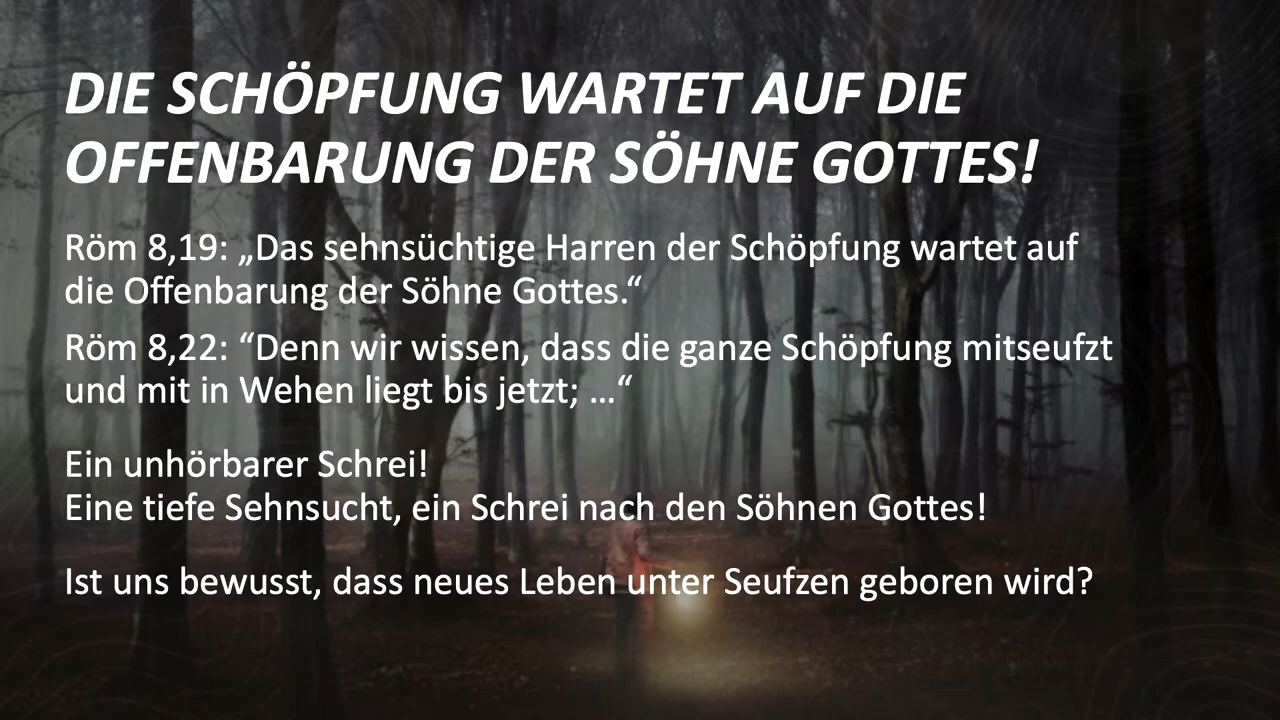 DIE SCHÖPFUNG WARTET AUF DIE
OFFENBARUNG DER SÖHNE GOTTES!
Röm 8,19: „Das sehnsüchtige Harren der Schöpfung wartet auf
die Offenbarung der Söhne Gottes.“
Röm 8,22: “Denn wir wissen, dass die ganze Schöpfung mitseufzt
und mit in Wehen liegt bis jetzt; …“
Ein unhörbarer Schrei!
Eine tiefe Sehnsucht, ein Schrei nach den Söhnen Gottes!
Ist uns bewusst, dass neues Leben unter Seufzen geboren wird?